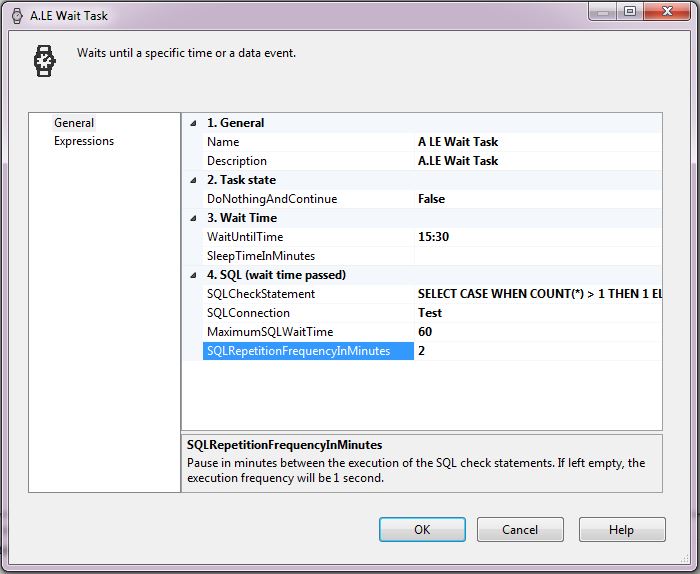 A.LE Wait Task
Waits until a specific time or a data event.
General
Expressions
1. General
Name A LE Wait Task
Description A.LE Wait Task
2. Task state
DoNothingAndContinue False
3. Wait Time
WaitUntilTime 15:30
SleepTimeInMinutes
4. SQL (wait time passed)
SQLCheckStatement SELECT CASE WHEN COUNT(*) > 1 THEN 1 EL
SQLConnection Test
MaximumSQLWaitTime 60
SQLRepetitionFrequencyInMinutes 2
SQLRepetitionFrequencyInMinutes
Pause in minutes between the execution of the SQL check statements. If left empty, the
execution frequency will be 1 second.
OK Cancel Help